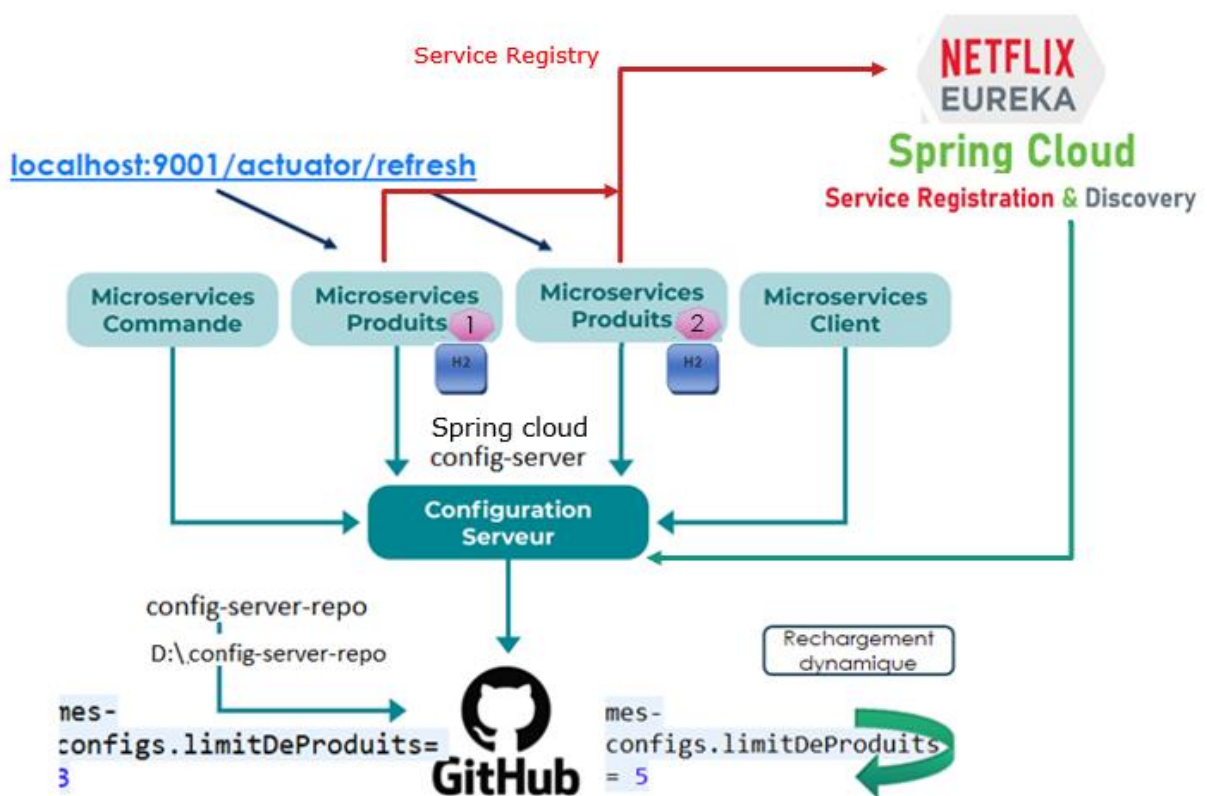 Service Registry
NETFLIX
EUREKA
Spring Cloud
Service Registration & Discovery
localhost:9001/actuator/refresh
Microservices
Commande
Microservices
Produits
1
H2
Microservices
Produits
2
H2
Microservices
Client
Spring cloud
config-server
Configuration
Serveur
config-server-repo
D:\config-server-repo
mes-
configs.limitDeProduits=
3
GitHub
Rechargement
dynamique
mes-
configs.limitDeProduits
= 5